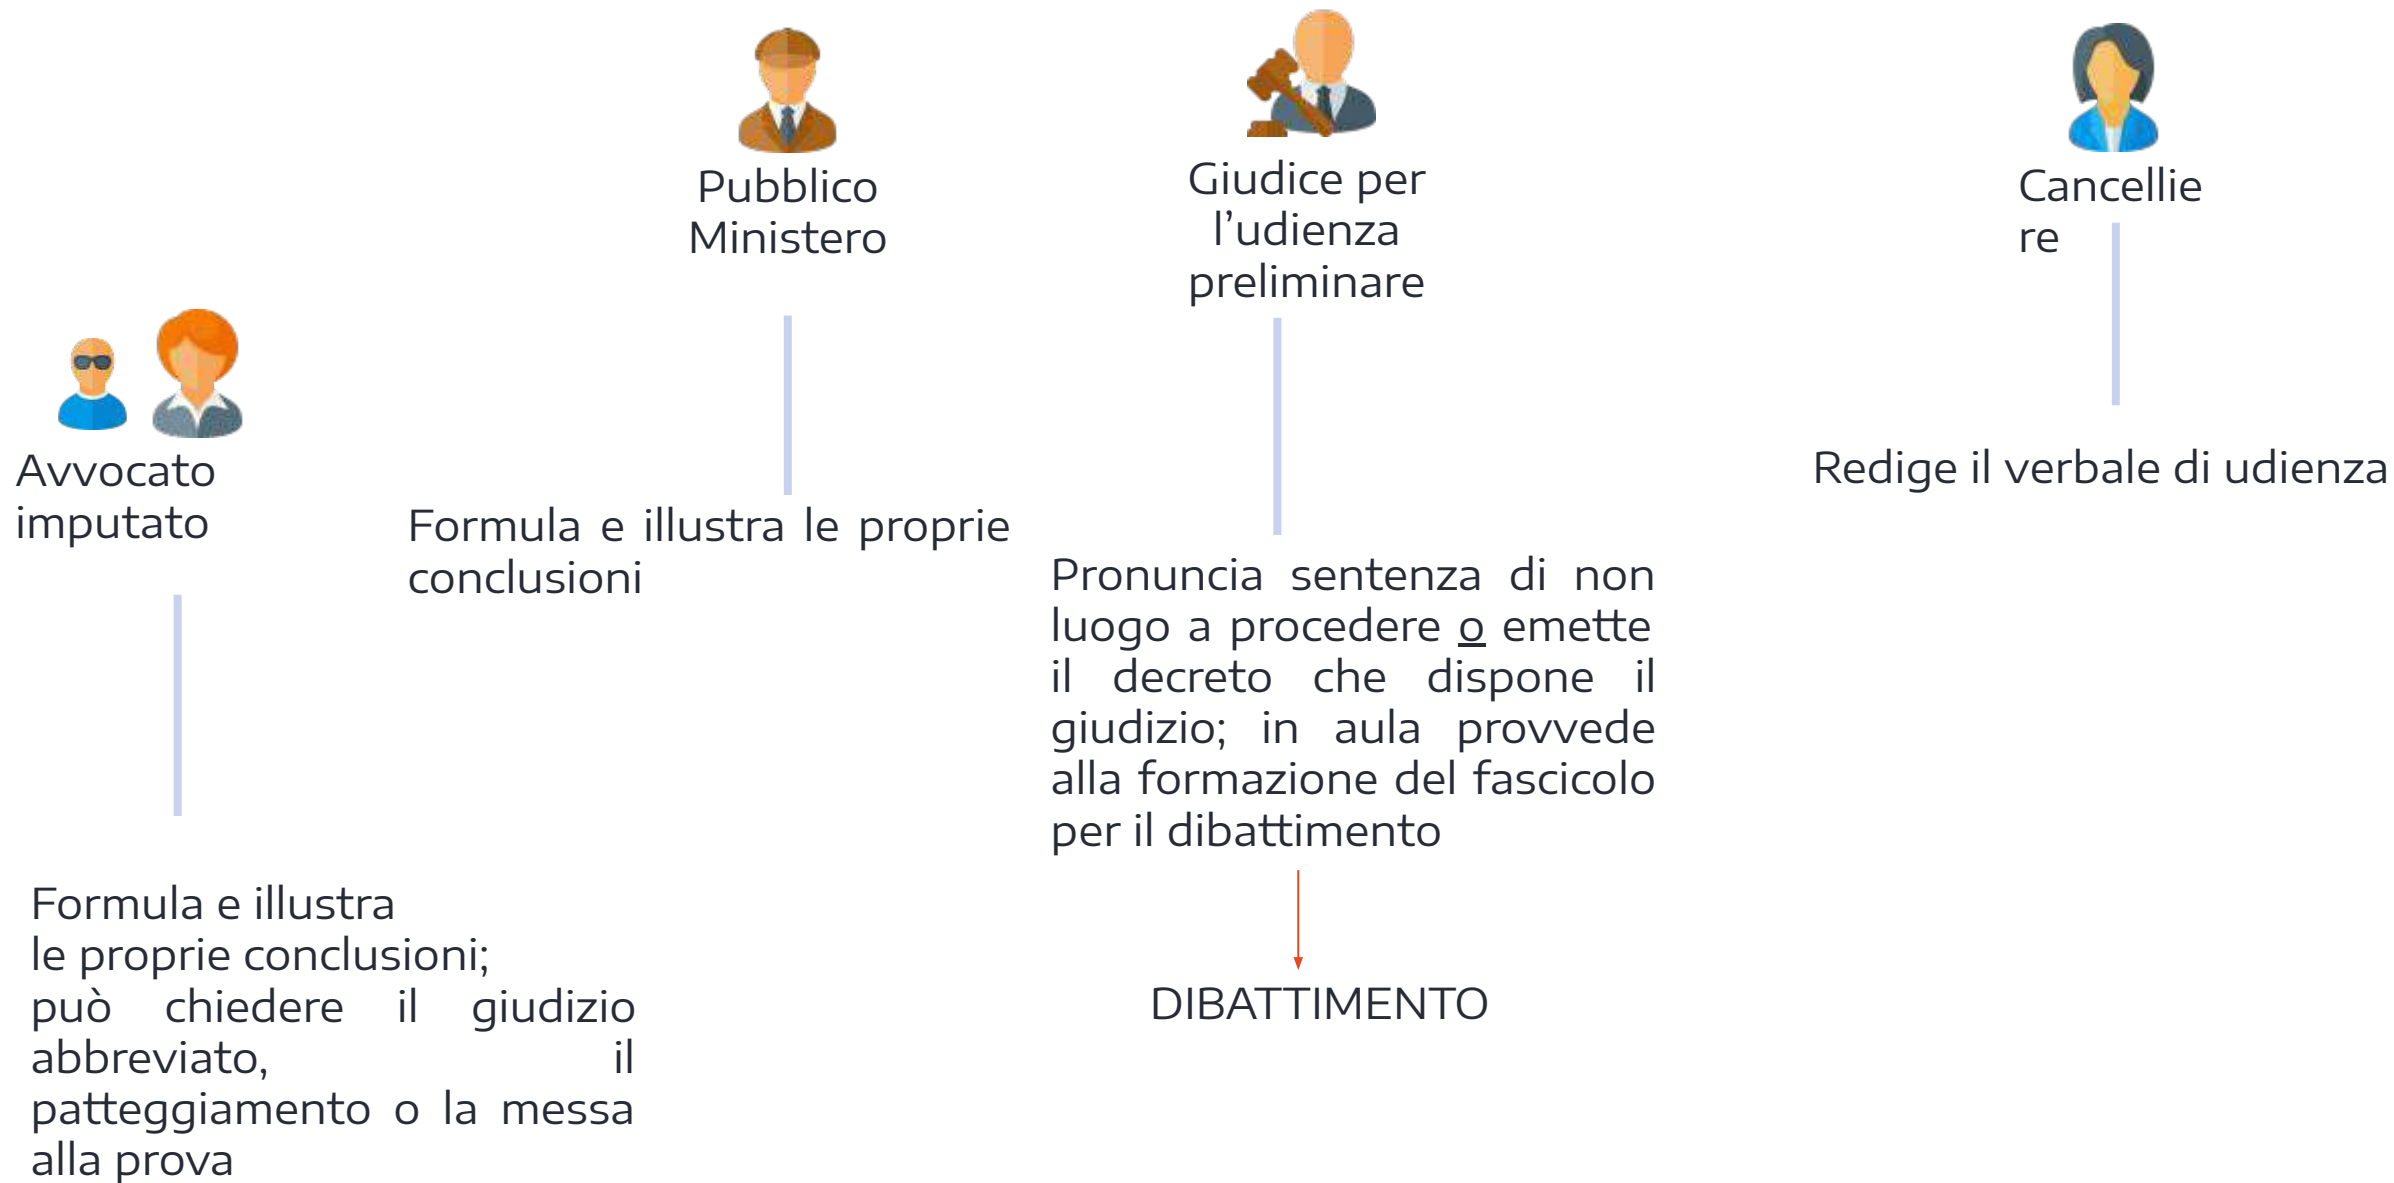 Pubblico
Ministero
Giudice per
l’udienza
preliminare
Cancellie
re
Avvocato
imputato
Formula e illustra le proprie
conclusioni
Redige il verbale di udienza
Pronuncia sentenza di non
luogo a procedere o emette
il decreto che dispone il
giudizio; in aula provvede
alla formazione del fascicolo
per il dibattimento
Formula e illustra
le proprie conclusioni;
può chiedere il giudizio
abbreviato, il
patteggiamento o la messa
alla prova
DIBATTIMENTO